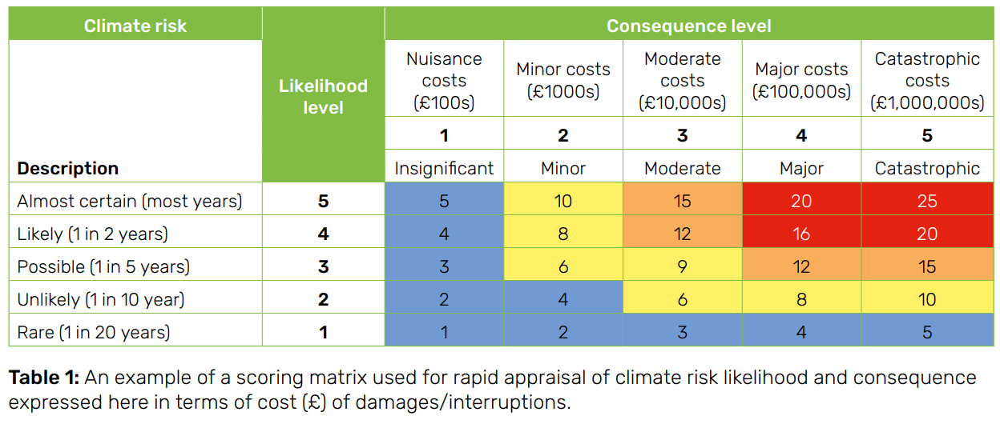 Climate risk
Likelihood
level
Consequence level
Nuisance
costs
(£100s)
Minor costs
(£1000s)
Moderate
costs
(£10,000s)
Major costs
(£100,000s)
Catastrophic
costs
(£1,000,000s)
1 2 3 4 5
Description Insignificant Minor Moderate Major Catastrophic
Almost certain (most years) 5 5 10 15 20 25
Likely (1 in 2 years) 4 4 8 12 16 20
Possible (1 in 5 years) 3 3 6 9 12 15
Unlikely (1 in 10 year) 2 2 4 6 8 10
Rare (1 in 20 years) 1 1 2 3 4 5
Table 1: An example of a scoring matrix used for rapid appraisal of climate risk likelihood and consequence
expressed here in terms of cost (£) of damages/interruptions.